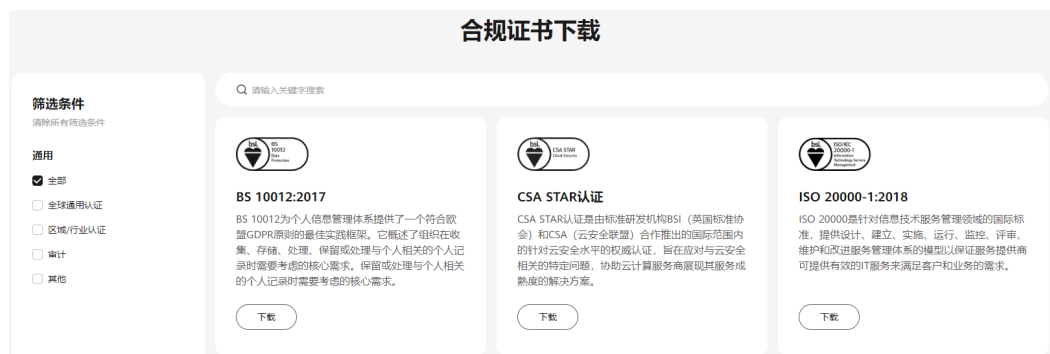 合规证书下载
筛选条件
清除所有筛选条件
通用
全部
全球通用认证
区域/行业认证
审计
其他
请输入关键字搜索
bsi.
BS
10012
Data
Protection
BS 10012:2017
BS 10012为个人信息管理体系提供了一个符合欧
盟GDPR原则的最佳实践框架。它概述了组织在收
集、存储、处理、保留或处理与个人相关的个人记
录时需要考虑的核心需求。保留或处理与个人相关
的个人记录时需要考虑的核心需求。
下载
bsi.
CSA STAR
Cloud Security
CSA STAR认证
CSA STAR认证是由标准研发机构BSI（英国标准协
会）和CSA（云安全联盟）合作推出的国际范围内
的针对云安全水平的权威认证，旨在应对与云安全
相关的特定问题，协助云计算服务商展现其服务成
熟度的解决方案。
下载
bsi.
ISO/IEC
20000-1
Information
Technology Service
Management
ISO 20000-1:2018
ISO 20000是针对信息技术服务管理领域的国际标
准，提供设计、建立、实施、运行、监控、评审、
维护和改进服务管理体系的模型以保证服务提供商
可提供有效的IT服务来满足客户和业务的需求。
下载